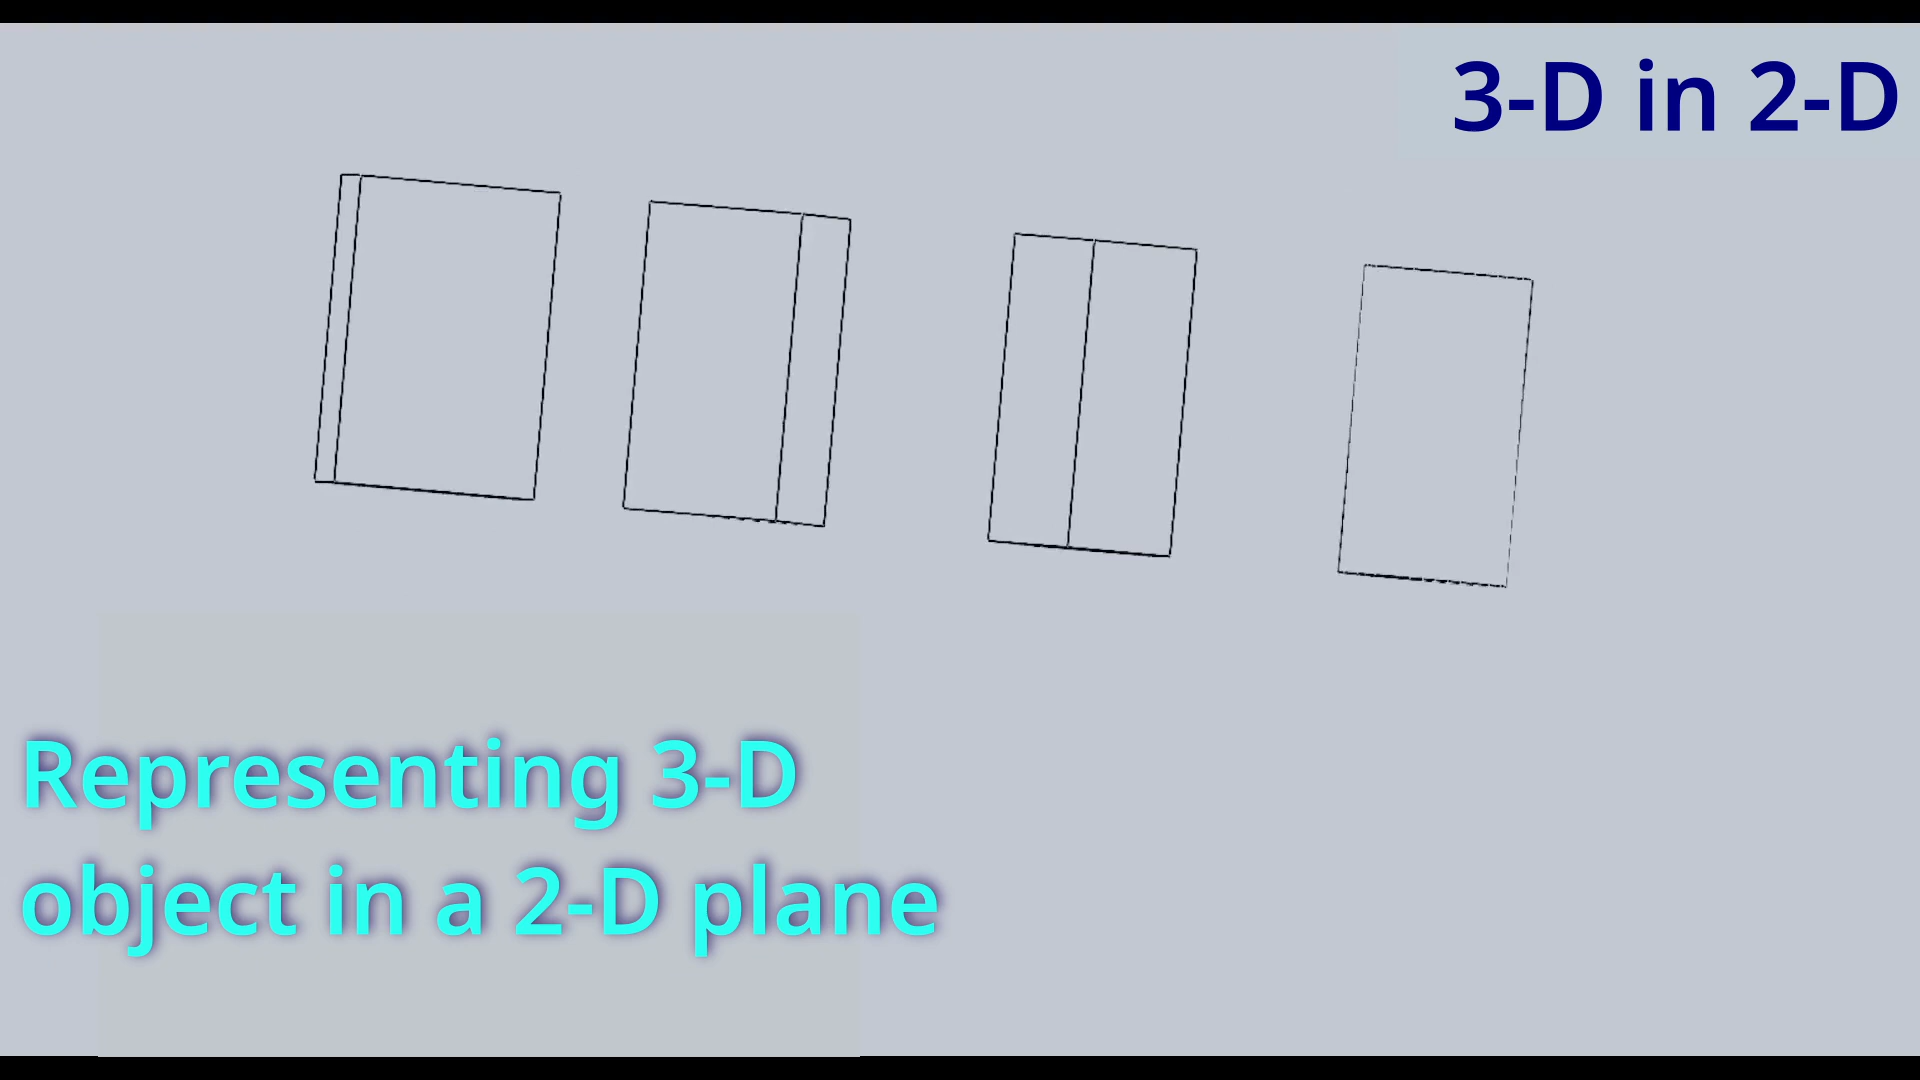 3-D in 2-D
Representing 3-D
object in a 2-D plane